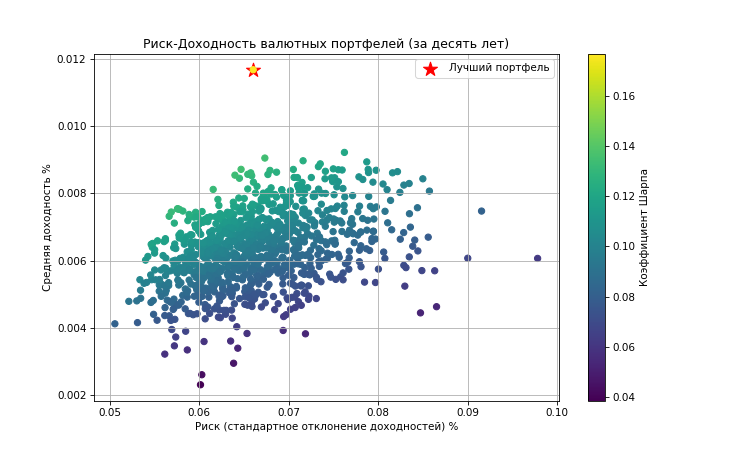 Риск-Доходность валютных портфелей (за десять лет)
Лучший портфель
0.012
0.010
0.008
0.006
0.004
0.002
Средняя доходность %
0.05 0.06 0.07 0.08 0.09 0.10
Риск (стандартное отклонение доходностей) %
0.16
0.14
0.12
0.10
0.08
0.06
0.04
Коэффициент Шарпа